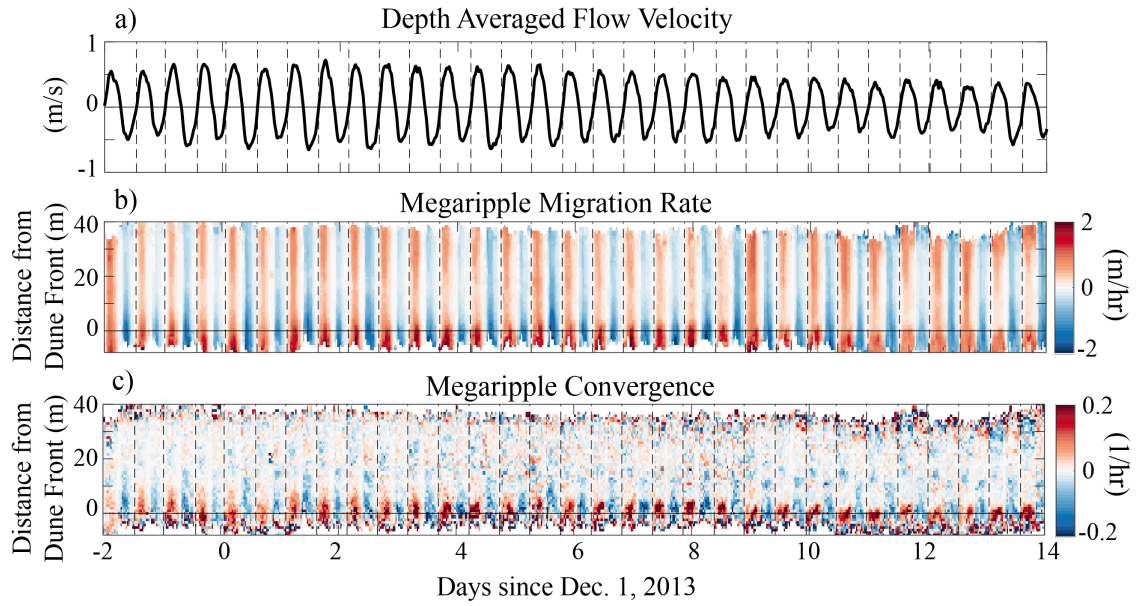 a)
Depth Averaged Flow Velocity
1
0
-1
(m/s)
b)
Megaripple Migration Rate
40
20
0
Distance from
Dune Front (m)
2
0
-2
(m/hr)
c)
Megaripple Convergence
40
20
0
Distance from
Dune Front (m)
0.2
0
-0.2
(1/hr)
-2 0 2 4 6 8 10 12 14
Days since Dec. 1, 2013